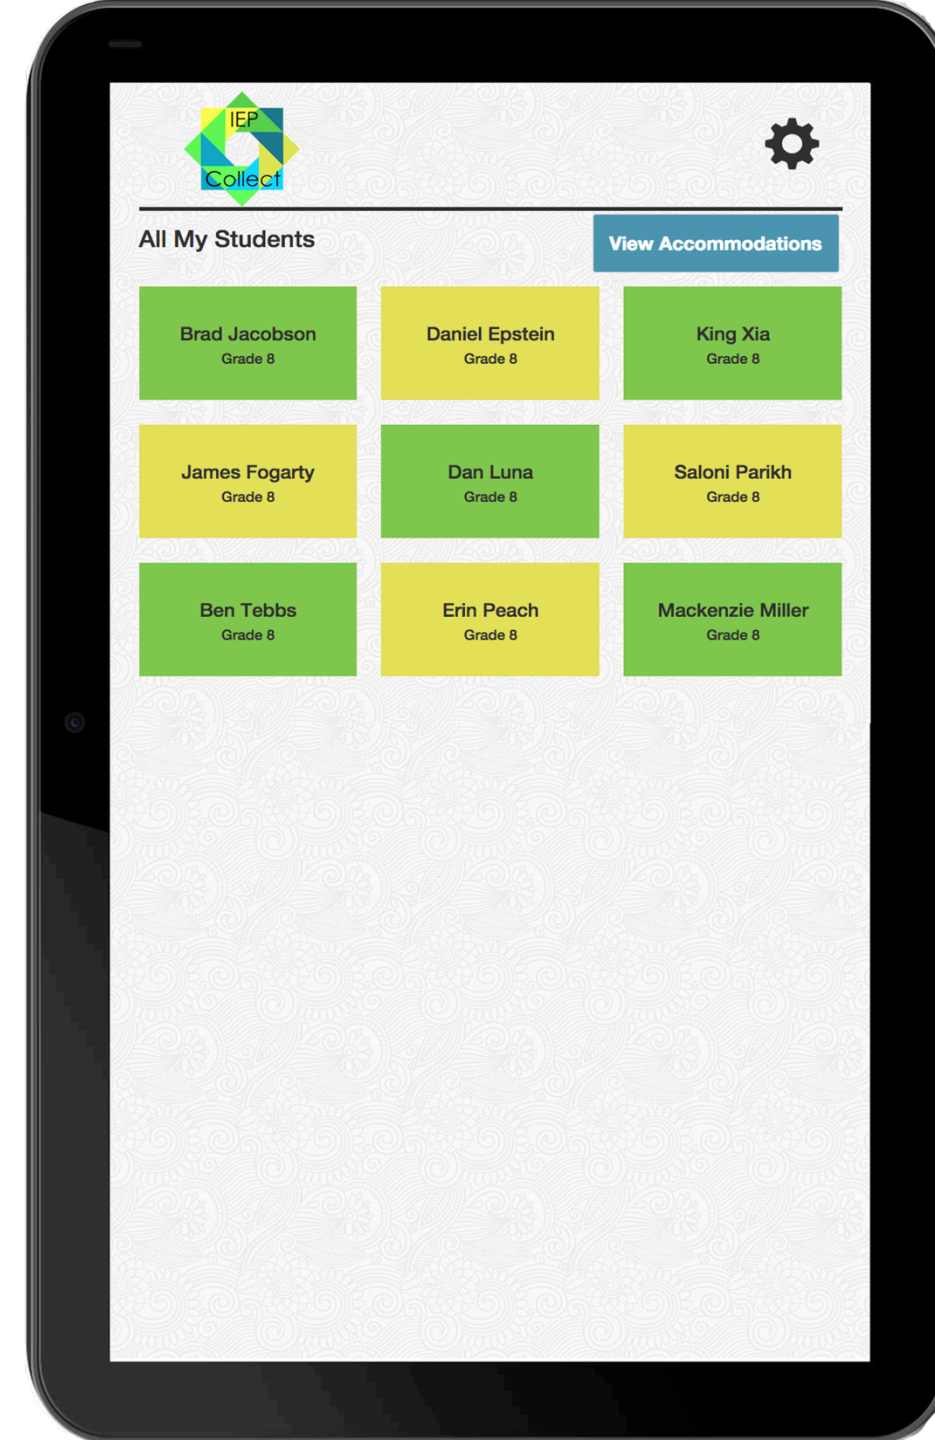 IEP
Collect
All My Students
View Accommodations
Brad Jacobson
Grade 8
Daniel Epstein
Grade 8
King Xia
Grade 8
James Fogarty
Grade 8
Dan Luna
Grade 8
Saloni Parikh
Grade 8
Ben Tebbs
Grade 8
Erin Peach
Grade 8
Mackenzie Miller
Grade 8